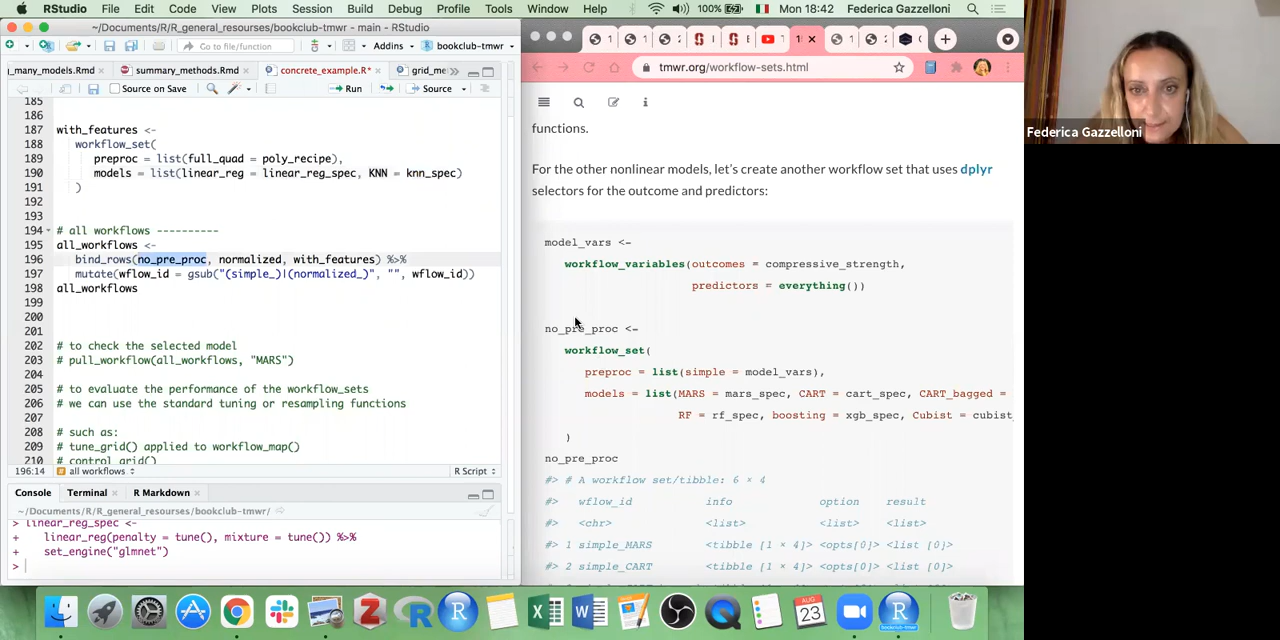 RStudio File Edit Code View Plots Session Build Debug Profile Tools Window Help 100% Mon 18:42 Federica Gazzelloni
~/Documents/R/R_general_resourses/bookclub-tmwr - main - RStudio
Go to file/function Addins bookclub-tmwr
_many_models.Rmd summary_methods.Rmd concrete_example.R* grid_me
Source on Save Run Source
185
186
187 with_features <-
188 workflow_set(
189 preproc = list(full_quad = poly_recipe),
190 models = list(linear_reg = linear_reg_spec, KNN = knn_spec)
191 )
192
193
194 # all workflows ----------
195 all_workflows <-
196 bind_rows(no_pre_proc, normalized, with_features) %>%
197 mutate(wflow_id = gsub("(simple_)|(normalized_)", "", wflow_id))
198 all_workflows
199
200
201
202 # to check the selected model
203 # pull_workflow(all_workflows, "MARS")
204
205 # to evaluate the performance of the workflow_sets
206 # we can use the standard tuning or resampling functions
207
208 # such as:
209 # tune_grid() applied to workflow_map()
210 # control_grid()
196:14 all workflows R Script
Console Terminal R Markdown
~/Documents/R/R_general_resourses/bookclub-tmwr/
> linear_reg_spec <-
+ linear_reg(penalty = tune(), mixture = tune()) %>%
+ set_engine("glmnet")
>
tmwr.org/workflow-sets.html
functions.
For the other nonlinear models, let's create another workflow set that uses dplyr
selectors for the outcome and predictors:
model_vars <-
workflow_variables(outcomes = compressive_strength,
predictors = everything())
no_pre_proc <-
workflow_set(
preproc = list(simple = model_vars),
models = list(MARS = mars_spec, CART = cart_spec, CART_bagged =
RF = rf_spec, boosting = xgb_spec, Cubist = cubist_
)
no_pre_proc
#> # A workflow set/tibble: 6 × 4
#> wflow_id info option result
#> <chr> <list> <list> <list>
#> 1 simple_MARS <tibble [1 × 4]> <opts[0]> <list [0]>
#> 2 simple_CART <tibble [1 × 4]> <opts[0]> <list [0]>
Federica Gazzelloni
AUG
23